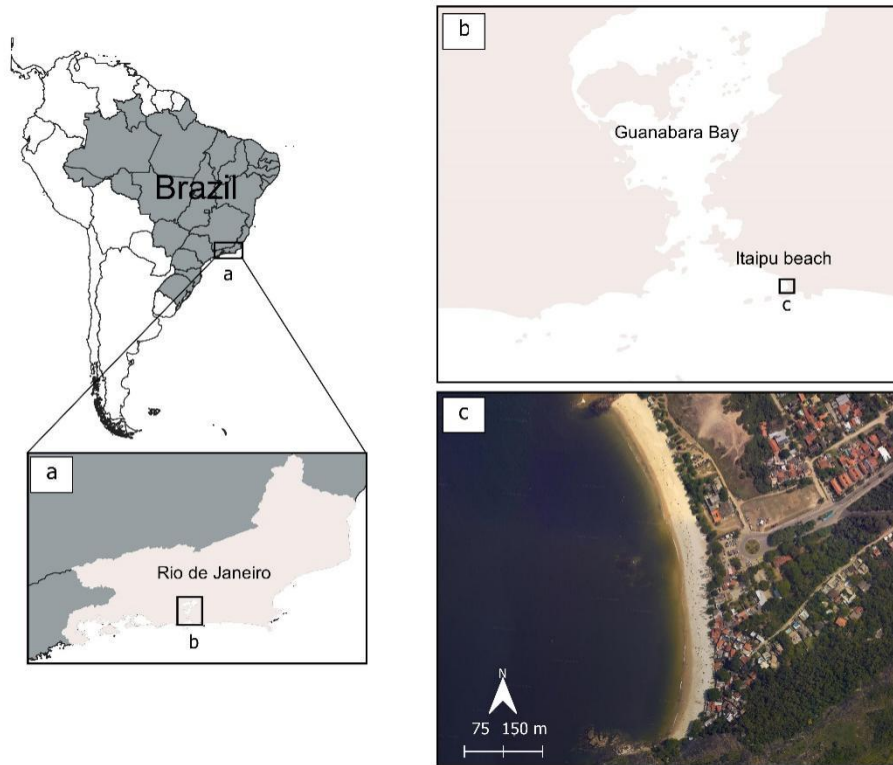 Brazil
a
a
Rio de Janeiro
b
b
Guanabara Bay
Itaipu beach
c
c
N
75 150 m